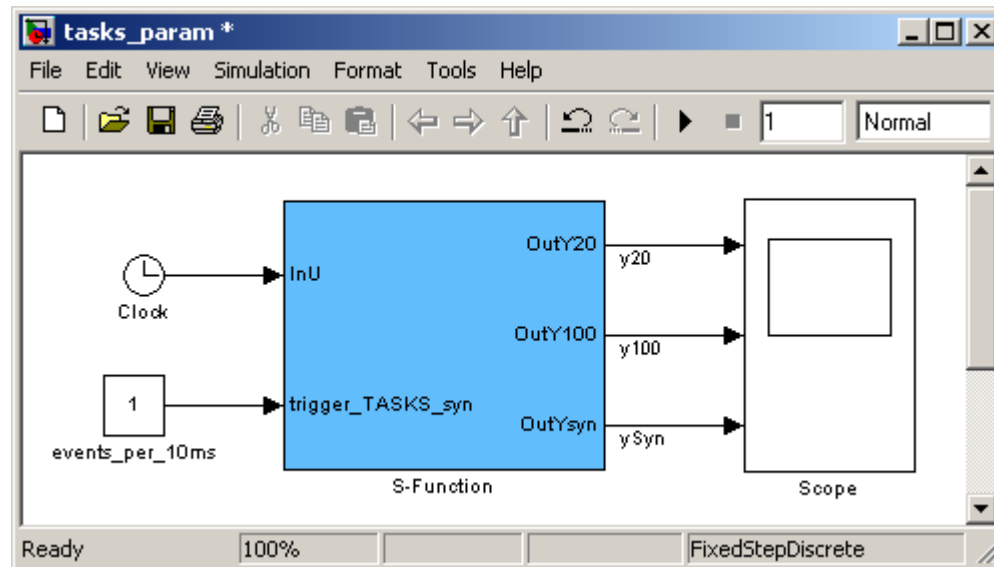 tasks_param *
File Edit View Simulation Format Tools Help
1 Normal
OutY20
y20
InU
Clock
OutY100
y100
1
trigger_TASKS_syn
OutYsyn
ySyn
events_per_10ms
S-Function
Scope
Ready 100% FixedStepDiscrete